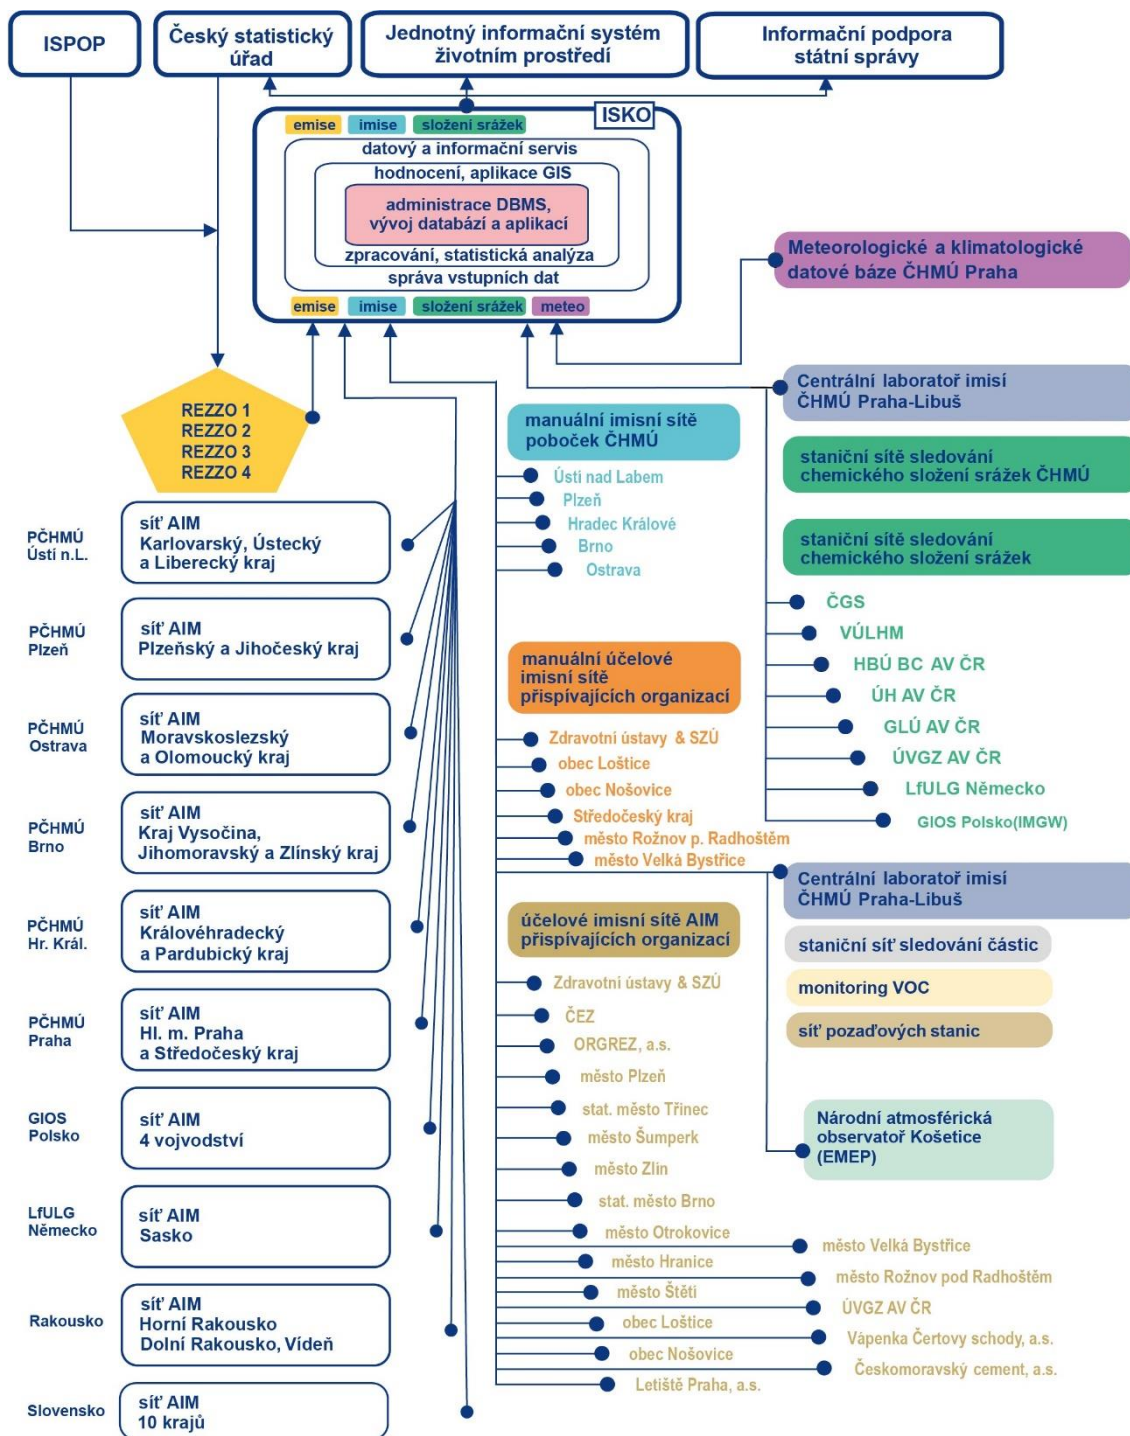 ISPOP
Český statistický
úřad
Jednotný informační systém
životním prostředí
Informační podpora
státní správy
ISKO
emise
imise
složení srážek
datový a informační servis
hodnocení, aplikace GIS
administrace DBMS,
vývoj databází a aplikací
zpracování, statistická analýza
správa vstupních dat
emise
imise
složení srážek
meteo
Meteorologické a klimatologické
datové báze ČHMÚ Praha
REZZO 1
REZZO 2
REZZO 3
REZZO 4
PČHMÚ
Ústí n.L.
síť AIM
Karlovarský, Ústecký
a Liberecký kraj
PČHMÚ
Plzeň
síť AIM
Plzeňský a Jihočeský kraj
PČHMÚ
Ostrava
síť AIM
Moravskoslezský
a Olomoucký kraj
PČHMÚ
Brno
síť AIM
Kraj Vysočina,
Jihomoravský a Zlínský kraj
PČHMÚ
Hr. Král.
síť AIM
Královéhradecký
a Pardubický kraj
PČHMÚ
Praha
síť AIM
Hl. m. Praha
a Středočeský kraj
GIOS
Polsko
síť AIM
4 vojvodství
LfULG
Německo
síť AIM
Sasko
Rakousko
síť AIM
Horní Rakousko
Dolní Rakousko, Vídeň
Slovensko
síť AIM
10 krajů
manuální imisní sítě
poboček ČHMÚ
Ústí nad Labem
Plzeň
Hradec Králové
Brno
Ostrava
manuální účelové
imisní sítě
přispívajících organizací
Zdravotní ústavy & SZÚ
obec Loštice
obec Nošovice
Středočeský kraj
město Rožnov p. Radhoštěm
město Velká Bystřice
účelové imisní sítě AIM
přispívajících organizací
Zdravotní ústavy & SZÚ
ČEZ
ORGREZ, a.s.
město Plzeň
stat. město Třinec
město Šumperk
město Zlín
stat. město Brno
město Otrokovice
město Hranice
město Štětí
obec Loštice
obec Nošovice
Letiště Praha, a.s.
město Velká Bystřice
město Rožnov pod Radhoštěm
ÚVGZ AV ČR
Vápenka Čertovy schody, a.s.
Českomoravský cement, a.s.
Centrální laboratoř imisí
ČHMÚ Praha-Libuš
staniční sítě sledování
chemického složení srážek ČHMÚ
staniční sítě sledování
chemického složení srážek
ČGS
VÚLHM
HBÚ BC AV ČR
ÚH AV ČR
GLÚ AV ČR
ÚVGZ AV ČR
LfULG Německo
GIOS Polsko(IMGW)
Centrální laboratoř imisí
ČHMÚ Praha-Libuš
staniční síť sledování částic
monitoring VOC
síť pozaďových stanic
Národní atmosférická
observatoř Košetice
(EMEP)